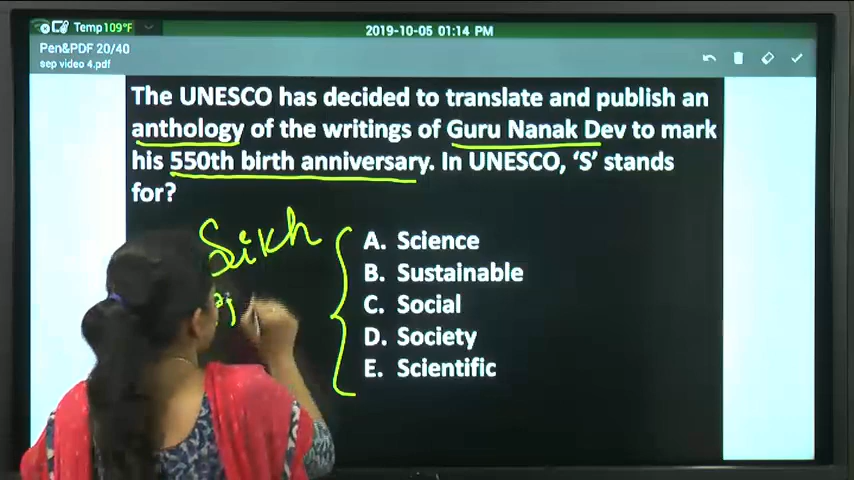 Temp109°F
2019-10-05 01:14 PM
Pen&PDF 20/40
sep video 4.pdf
The UNESCO has decided to translate and publish an
anthology of the writings of Guru Nanak Dev to mark
his 550th birth anniversary. In UNESCO, ‘S’ stands
for?
Sikh
A. Science
B. Sustainable
C. Social
D. Society
E. Scientific